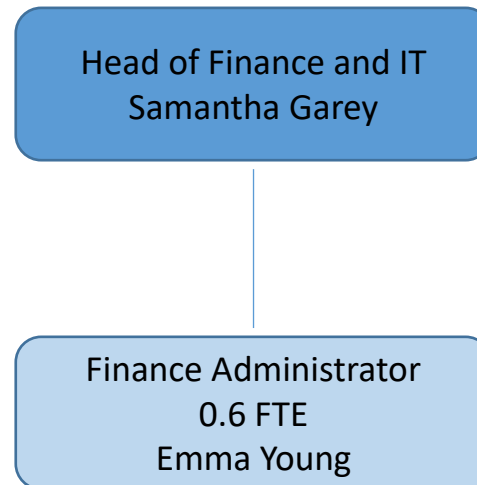 Head of Finance and IT
Samantha Garey
Finance Administrator
0.6 FTE
Emma Young